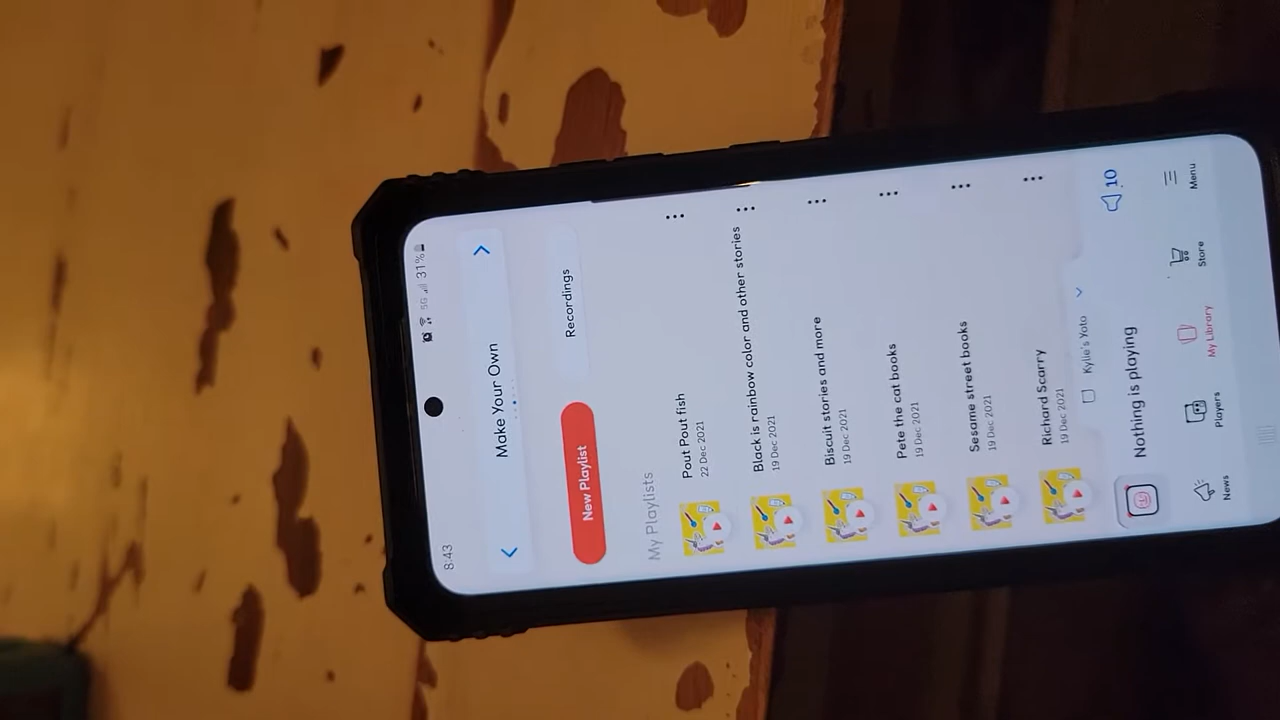 8:43
5G 31%
Make Your Own
New Playlist
Recordings
My Playlists
Pout Pout fish
22 Dec 2021
Black is rainbow color and other stories
19 Dec 2021
Biscuit stories and more
19 Dec 2021
Pete the cat books
19 Dec 2021
Sesame street books
19 Dec 2021
Richard Scarry
19 Dec 2021
Kylie's Yoto
Nothing is playing
10
News
Players
My Library
Store
Menu